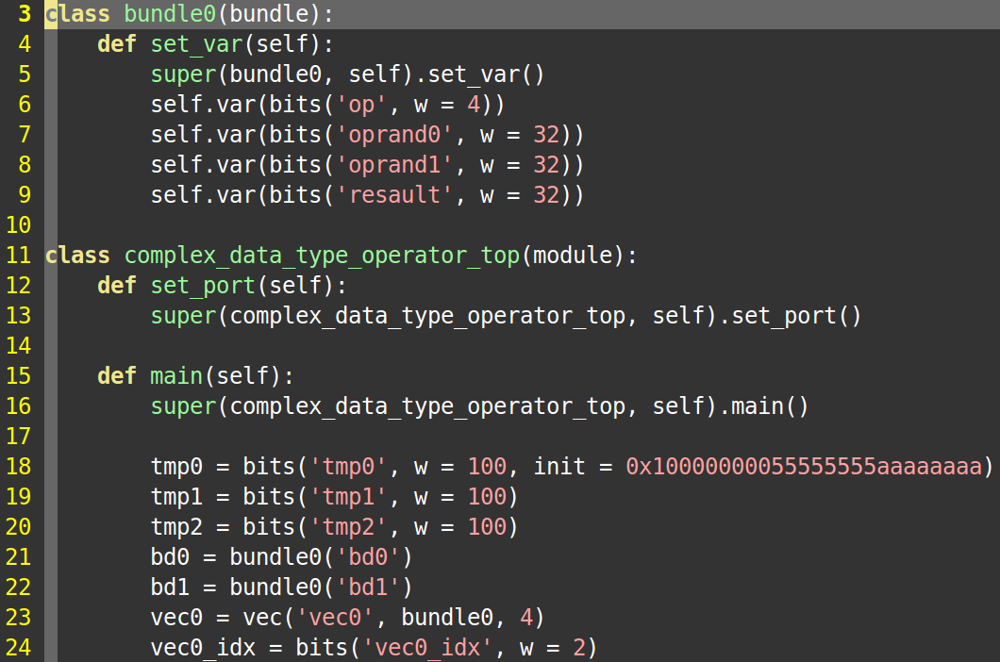 3 class bundle0(bundle):
4     def set_var(self):
5         super(bundle0, self).set_var()
6         self.var(bits('op', w = 4))
7         self.var(bits('oprand0', w = 32))
8         self.var(bits('oprand1', w = 32))
9         self.var(bits('resault', w = 32))
10
11 class complex_data_type_operator_top(module):
12     def set_port(self):
13         super(complex_data_type_operator_top, self).set_port()
14
15     def main(self):
16         super(complex_data_type_operator_top, self).main()
17
18         tmp0 = bits('tmp0', w = 100, init = 0x10000000055555555aaaaaaaa)
19         tmp1 = bits('tmp1', w = 100)
20         tmp2 = bits('tmp2', w = 100)
21         bd0 = bundle0('bd0')
22         bd1 = bundle0('bd1')
23         vec0 = vec('vec0', bundle0, 4)
24         vec0_idx = bits('vec0_idx', w = 2)